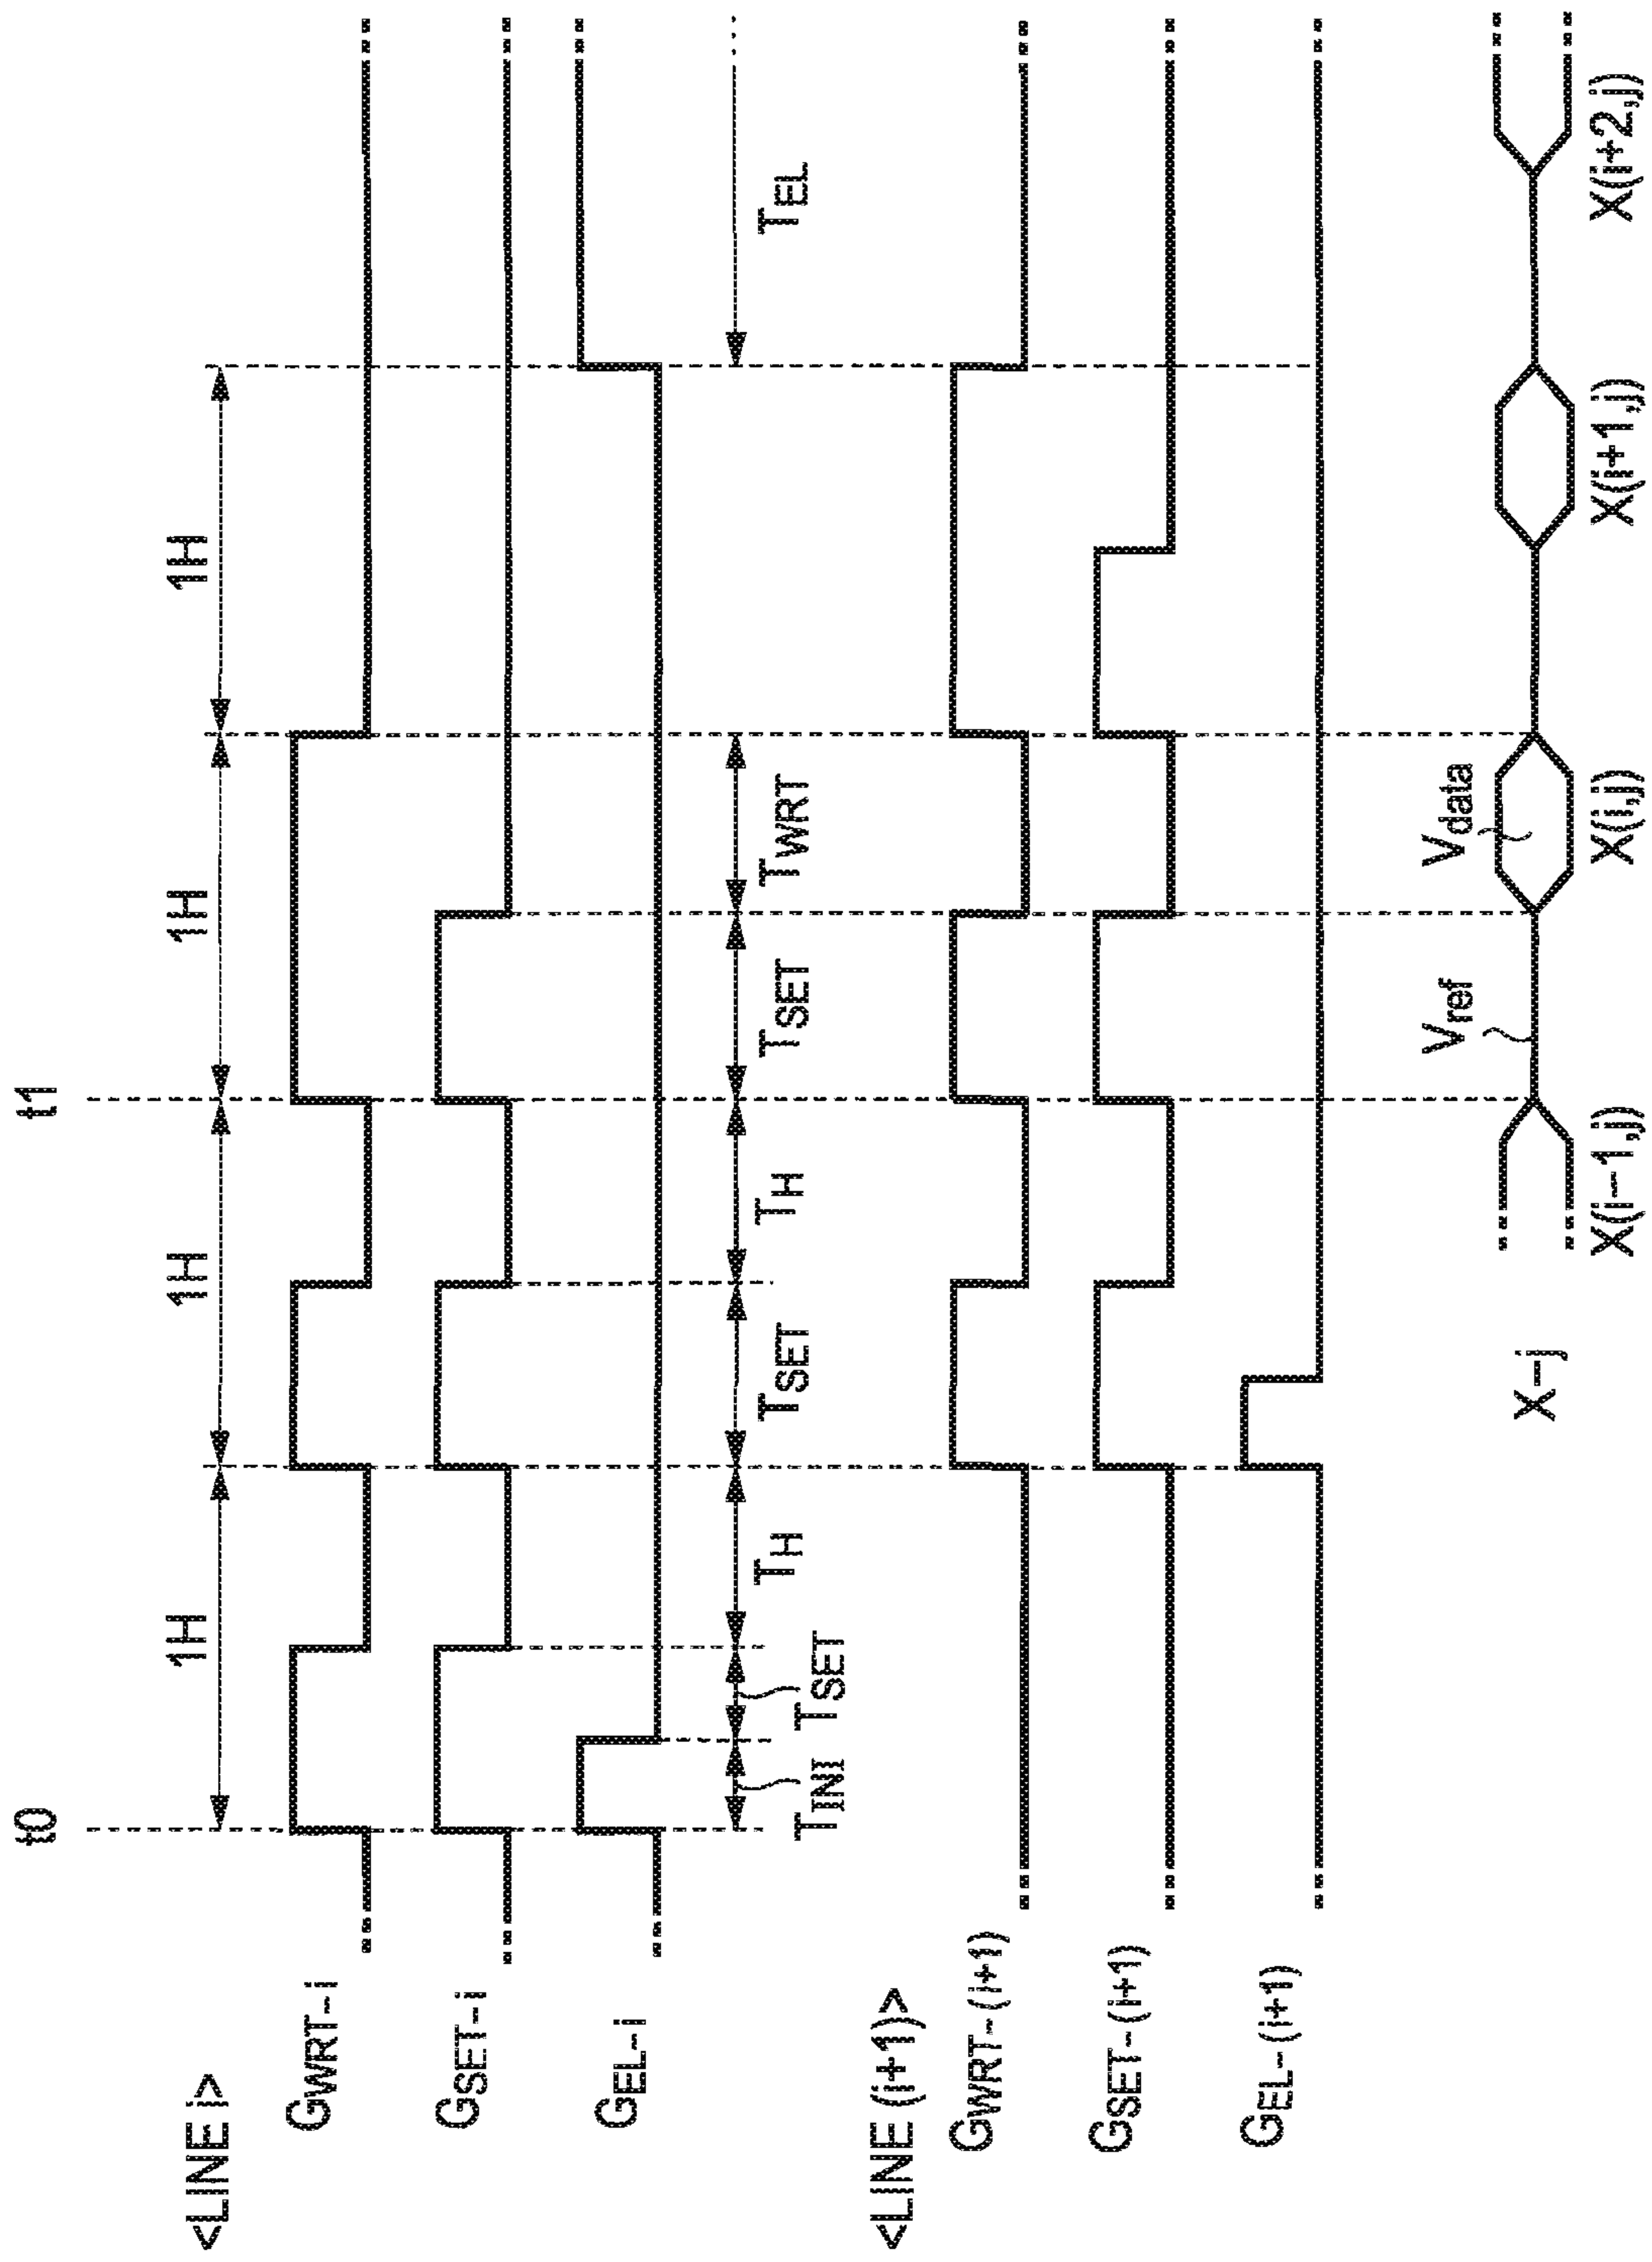 t0 t1
1H 1H 1H 1H
<LINE i>
GWRT-i
GSET-i
GEL-i
TINI TSET TH TSET TH TSET TWRT TEL
<LINE (i+1)>
GWRT-(i+1)
GSET-(i+1)
GEL-(i+1)
Vref Vdata
X-j
X(i-1,j) X(i,j) X(i+1,j) X(i+2,j)